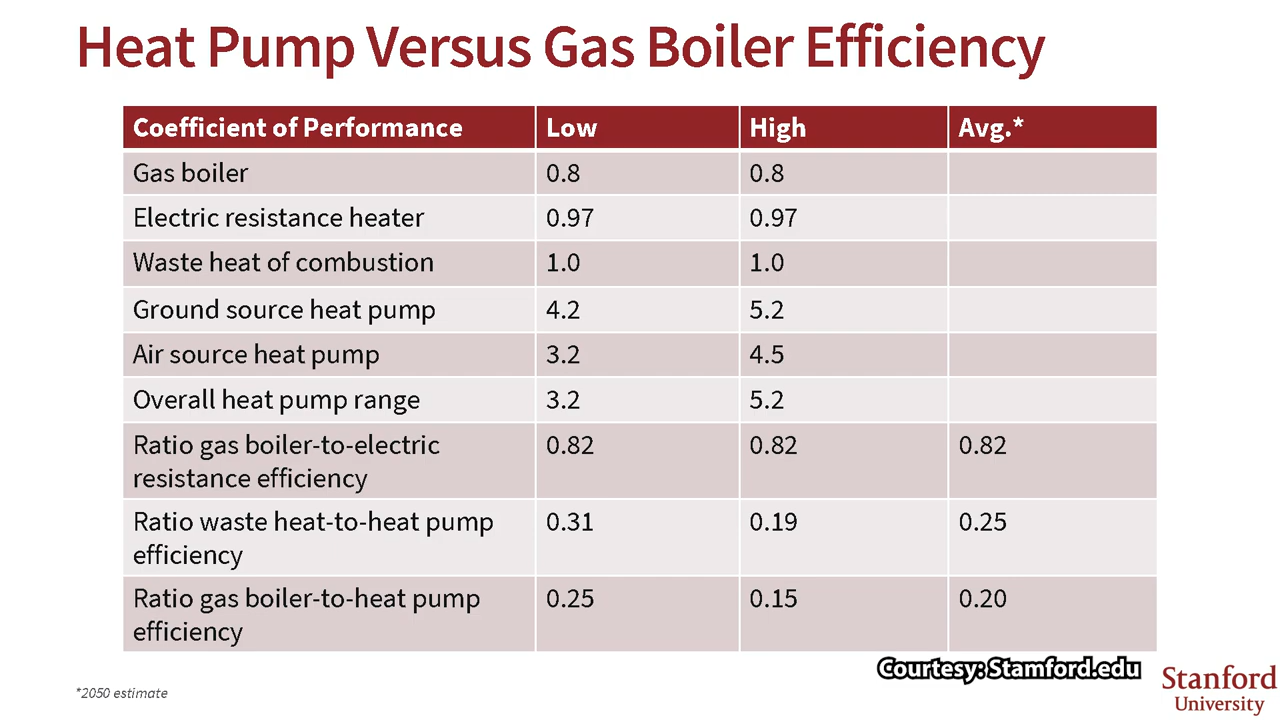 Heat Pump Versus Gas Boiler Efficiency
Coefficient of Performance Low High Avg.*
Gas boiler 0.8 0.8
Electric resistance heater 0.97 0.97
Waste heat of combustion 1.0 1.0
Ground source heat pump 4.2 5.2
Air source heat pump 3.2 4.5
Overall heat pump range 3.2 5.2
Ratio gas boiler-to-electric 0.82 0.82 0.82
resistance efficiency
Ratio waste heat-to-heat pump 0.31 0.19 0.25
efficiency
Ratio gas boiler-to-heat pump 0.25 0.15 0.20
efficiency
Courtesy: Stamford.edu
*2050 estimate
Stanford
University